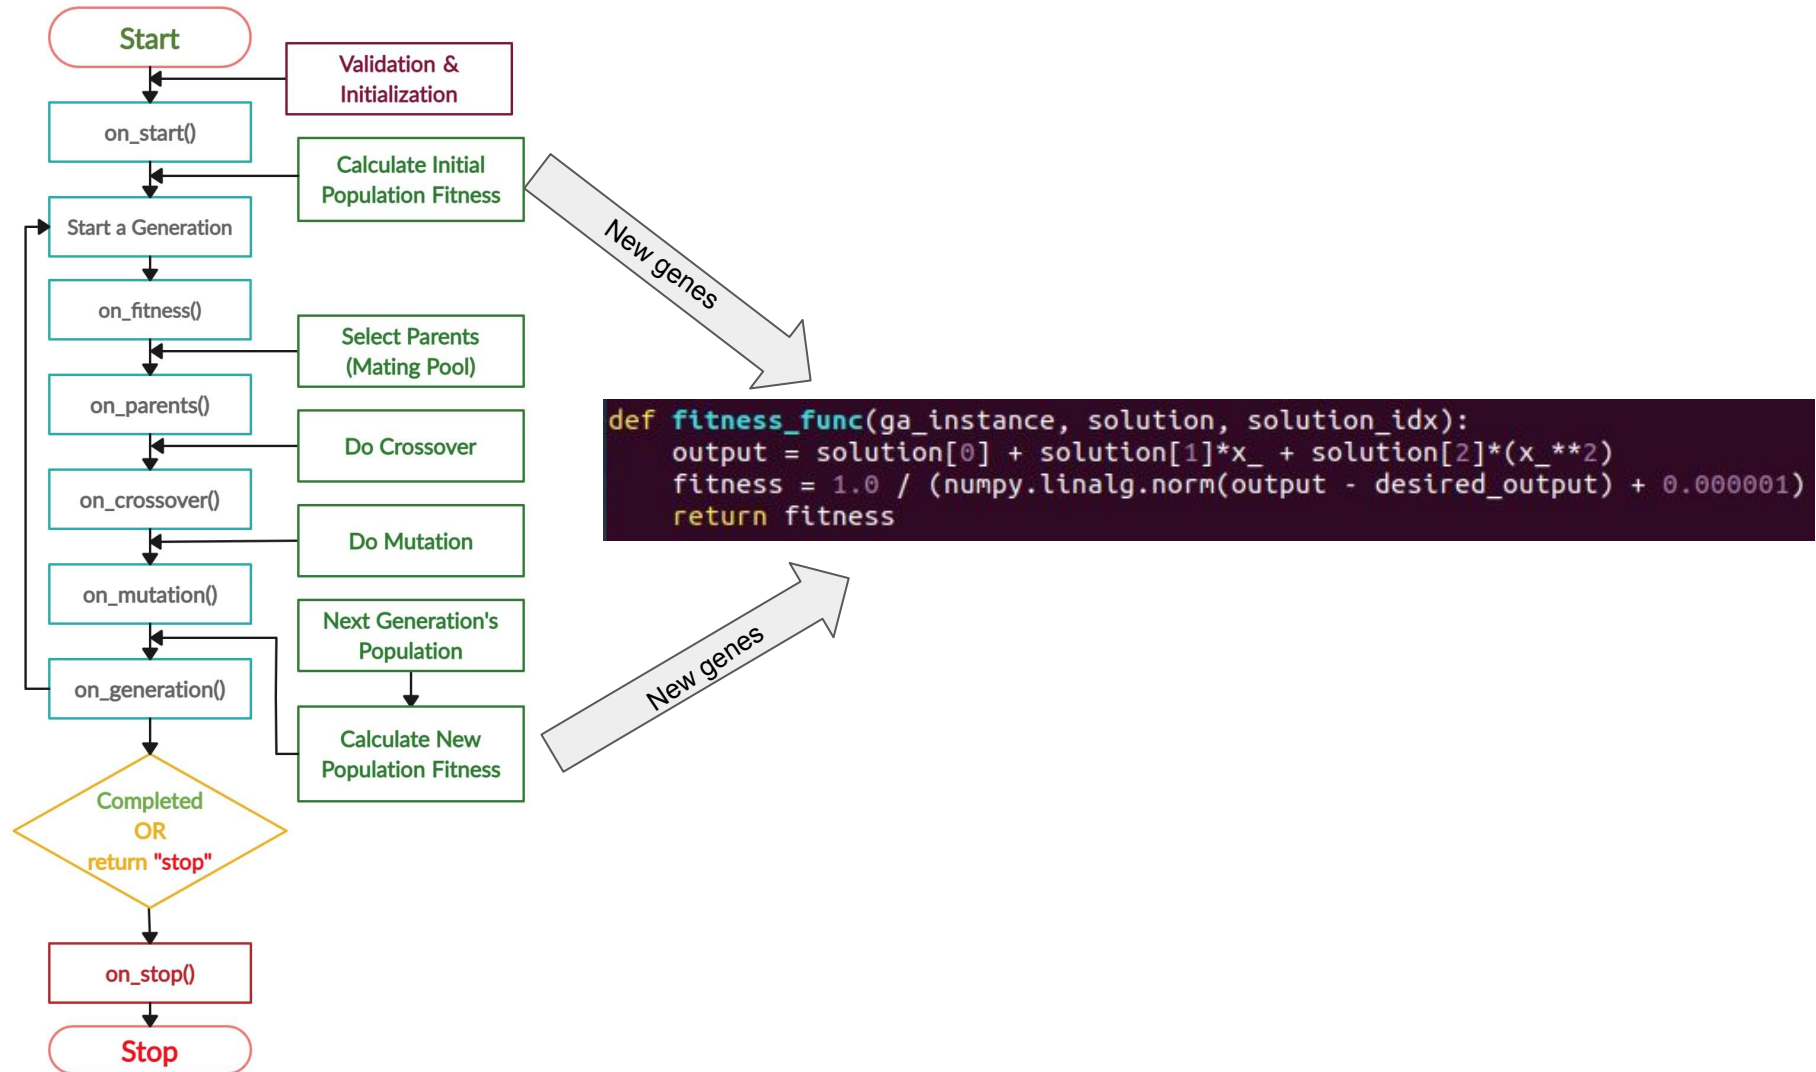 Start
Validation &
Initialization
on_start()
Calculate Initial
Population Fitness
Start a Generation
on_fitness()
Select Parents
(Mating Pool)
on_parents()
Do Crossover
on_crossover()
Do Mutation
on_mutation()
Next Generation's
Population
on_generation()
Calculate New
Population Fitness
Completed
OR
return "stop"
on_stop()
Stop
New genes
def fitness_func(ga_instance, solution, solution_idx):
    output = solution[0] + solution[1]*x_ + solution[2]*(x_**2)
    fitness = 1.0 / (numpy.linalg.norm(output - desired_output) + 0.000001)
    return fitness
New genes